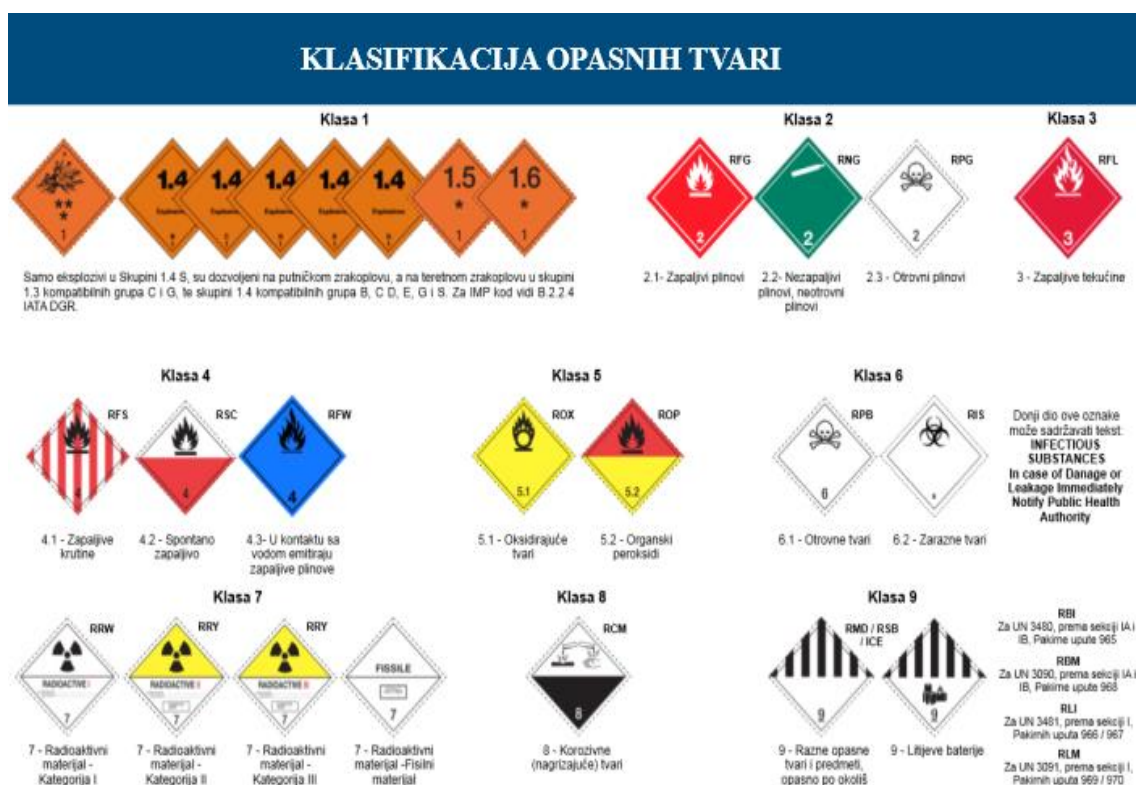 KLASIFIKACIJA OPASNIH TVARI
Klasa 1
**
*
1
1.4
1.4
1.4
1.4
1.4
1.5
*
1
1.6
*
1
Samo eksplozivi u Skupini 1.4 S, su dozvoljeni na putničkom zrakoplovu, a na teretnom zrakoplovu u skupini
1.3 kompatibilnih grupa C i G, te skupini 1.4 kompatibilnih grupa B, C D, E, G i S. Za IMP kod vidi B.2.2.4
IATA DGR.
Klasa 2
RFG
2
RNG
2
RPG
2
2.1- Zapaljivi plinovi
2.2- Nezapaljivi
plinovi, neotrovni
plinovi
2.3 - Otrovni plinovi
Klasa 3
RFL
3
3 - Zapaljive tekućine
Klasa 4
RFS
4
RSC
4
RFW
4
4.1 - Zapaljive
krutine
4.2 - Spontano
zapaljivo
4.3- U kontaktu sa
vodom emitiraju
zapaljive plinove
Klasa 5
ROX
5.1
ROP
5.2
5.1 - Oksidirajuće
tvari
5.2 - Organski
peroksidi
Klasa 6
RPB
6
RIS
6.1 - Otrovne tvari
6.2 - Zarazne tvari
Donji dio ove oznake
može sadržavati tekst:
INFECTIOUS
SUBSTANCES
In case of Danage or
Leakage Immediately
Notify Public Health
Authority
Klasa 7
RRW
RADIOACTIVE I
7
RRY
RADIOACTIVE II
7
RRY
RADIOACTIVE III
7
FISSILE
7
7 - Radioaktivni
materijal -
Kategorija I
7 - Radioaktivni
materijal -
Kategorija II
7 - Radioaktivni
materijal -
Kategorija III
7 - Radioaktivni
materijal -Fisilni
materijal
Klasa 8
RCM
8
8 - Korozivne
(nagrizajuće) tvari
Klasa 9
RMD / RSB
/ ICE
9
9
9 - Razne opasne
tvari i predmeti,
opasno po okoliš
9 - Litijeve baterije
RBI
Za UN 3480, prema sekciji IA i
IB, Pakirne upute 965
RBM
Za UN 3090, prema sekciji IA i
IB, Pakirne upute 968
RLI
Za UN 3481, prema sekciji I,
Pakirnih uputa 966 / 967
RLM
Za UN 3091, prema sekciji I,
Pakirnih uputa 969 / 970